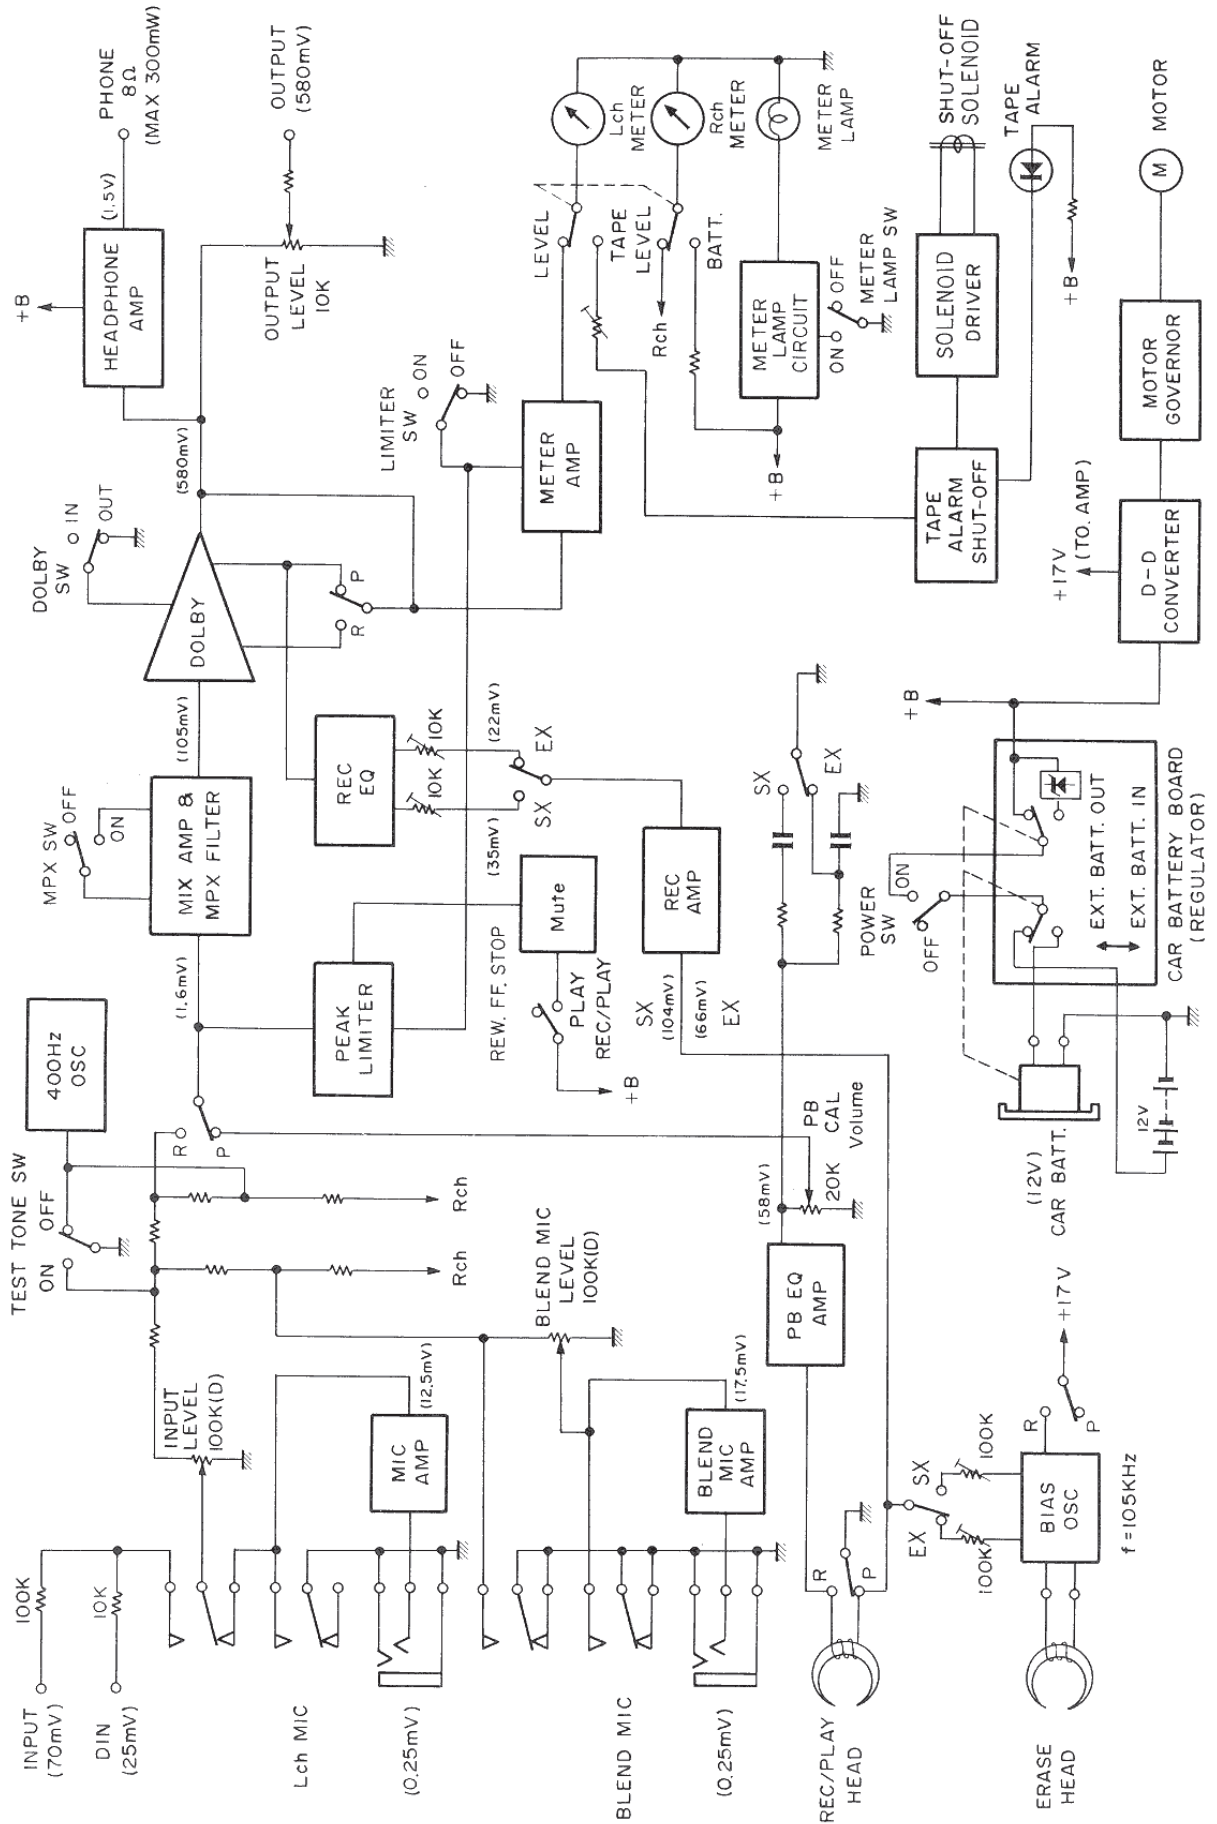 INPUT
(70mV)
100K
DIN
(25mV)
10K
Lch MIC
(0.25mV)
BLEND MIC
(0.25mV)
REC/PLAY
HEAD
ERASE
HEAD
INPUT
LEVEL
100K(D)
MIC
AMP
(12.5mV)
BLEND
MIC
AMP
(17.5mV)
BLEND MIC
LEVEL
100K(D)
TEST TONE SW
ON
OFF
400Hz
OSC
Rch
Rch
R
P
R
P
PB EQ
AMP
(58mV)
20K
PB
CAL
Volume
EX
SX
100K
100K
BIAS
OSC
f=105KHz
R
P
+17V
(1.6mV)
MPX SW
OFF
ON
MIX AMP &
MPX FILTER
(105mV)
PEAK
LIMITER
REW. FF. STOP
PLAY
REC/PLAY
+B
Mute
REC
EQ
10K
10K
(35mV)
(22mV)
SX
EX
REC
AMP
SX
(104mV)
(66mV)
EX
DOLBY
SW
IN
OUT
DOLBY
R
P
(580mV)
+B
HEADPHONE
AMP
(1.5V)
PHONE
8Ω
(MAX 300mW)
OUTPUT
LEVEL
10K
OUTPUT
(580mV)
LIMITER
SW
ON
OFF
METER
AMP
LEVEL
TAPE
LEVEL
Rch
BATT.
Lch
METER
Rch
METER
METER
LAMP
METER
LAMP
CIRCUIT
+B
ON
OFF
METER
LAMP SW
TAPE
ALARM
SHUT-OFF
SOLENOID
DRIVER
SHUT-OFF
SOLENOID
TAPE
ALARM
+B
SX
EX
POWER
SW
ON
OFF
+B
EXT. BATT. OUT
EXT. BATT. IN
CAR BATTERY BOARD
(REGULATOR)
(12V)
CAR BATT.
12V
+17V
(TO. AMP)
D-D
CONVERTER
MOTOR
GOVERNOR
M
MOTOR